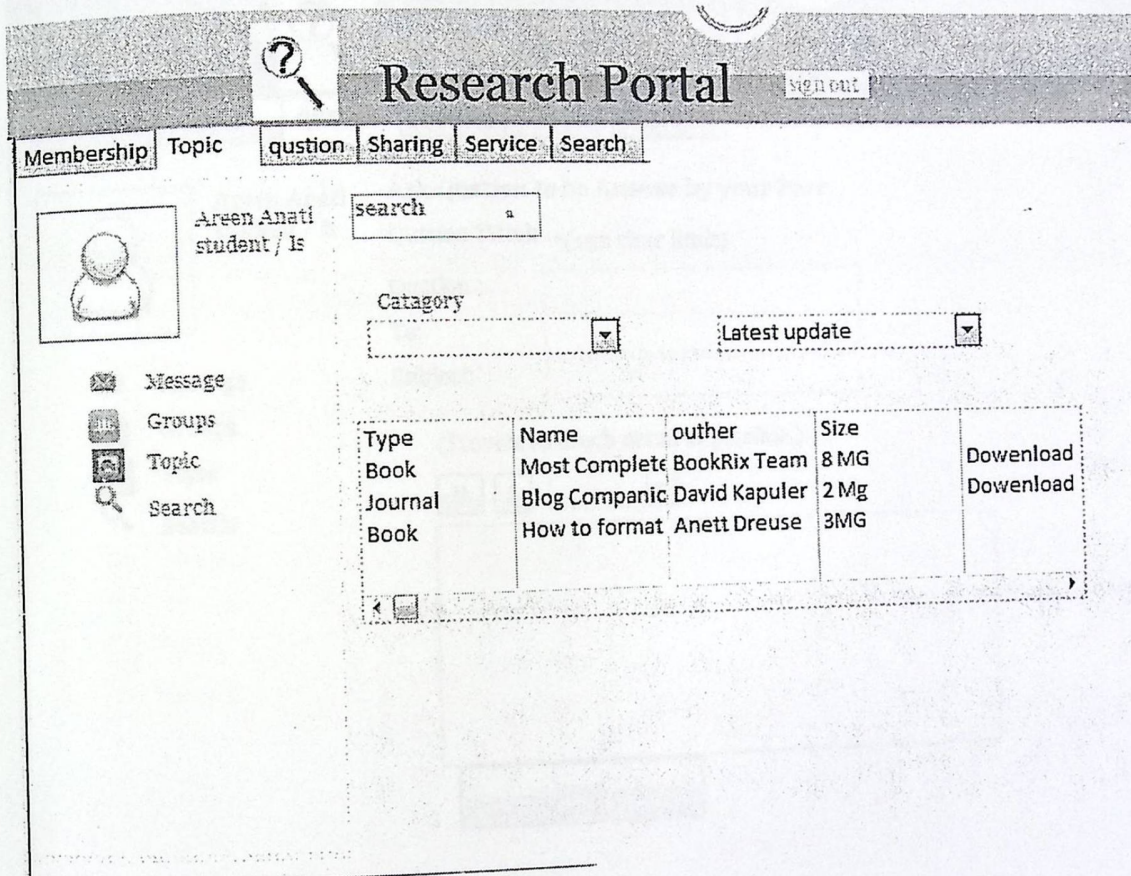 Research Portal
sign out
Membership Topic qustion Sharing Service Search
Areen Anati
student / Is
search
Catagory
Latest update
Message
Groups
Topic
Search
Type Name outher Size
Book Most Complete BookRix Team 8 MG Dowenload
Journal Blog Companic David Kapuler 2 Mg Dowenload
Book How to format Anett Dreuse 3MG